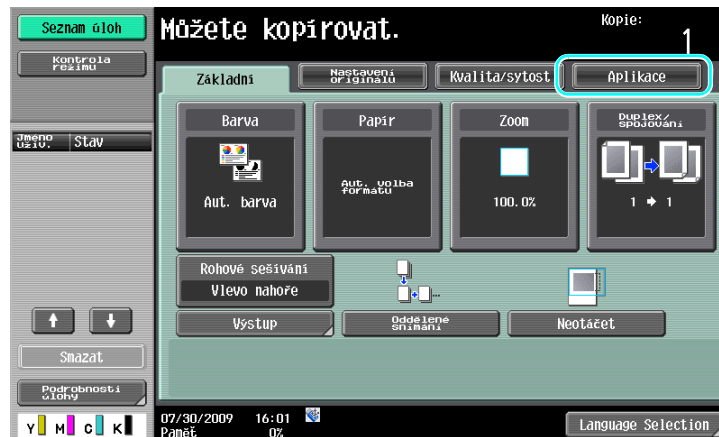 Seznam úloh
Můžete kopírovat.
Kopie:
1
Kontrola
režimu
Základní
Nastavení
originálu
Kvalita/sytost
Aplikace
Jméno
uživ.
Stav
Barva
Papír
Zoom
Duplex/
spojování
Aut. barva
Aut. volba
formátu
100.0%
1 → 1
Rohové sešívání
Vlevo nahoře
Výstup
Oddělené
snímání
Neotáčet
Smazat
Podrobnosti
úlohy
Y M C K
07/30/2009 16:01
Paměť 0%
Language Selection